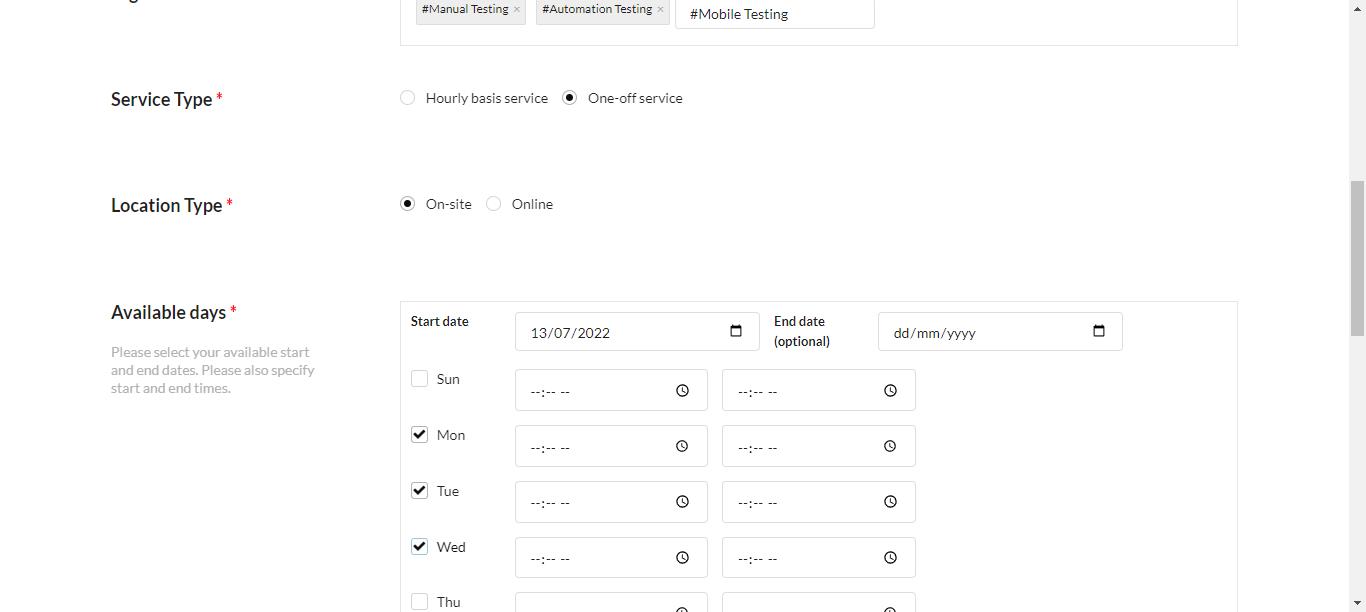 #Manual Testing × #Automation Testing × #Mobile Testing
Service Type * Hourly basis service One-off service
Location Type * On-site Online
Available days * Start date 13/07/2022 End date
(optional) dd/mm/yyyy
Please select your available start
and end dates. Please also specify
start and end times.
Sun --:-- -- --:-- --
Mon --:-- -- --:-- --
Tue --:-- -- --:-- --
Wed --:-- -- --:-- --
Thu